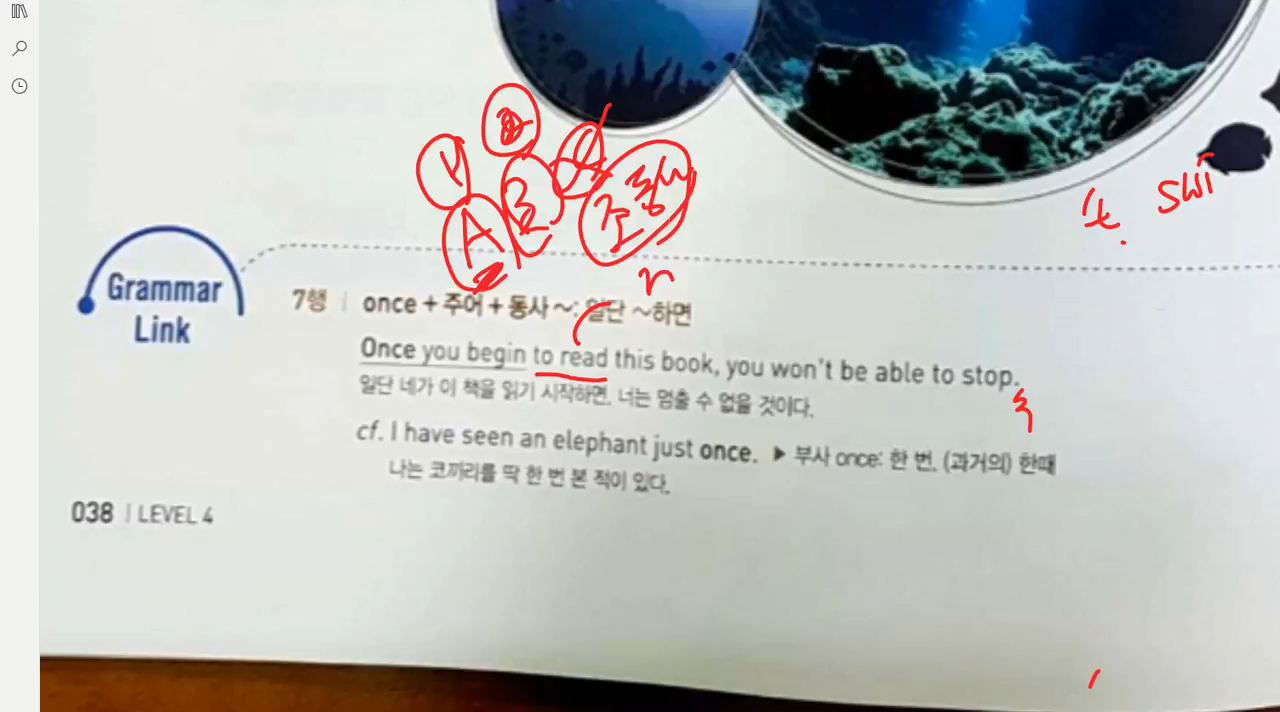 A
조동사
swi
Grammar
Link
7행 | once + 주어 + 동사 ~: 일단 ~하면
Once you begin to read this book, you won't be able to stop.
일단 네가 이 책을 읽기 시작하면, 너는 멈출 수 없을 것이다.
cf. I have seen an elephant just once. ▶ 부사 once: 한 번, (과거의) 한때
나는 코끼리를 딱 한 번 본 적이 있다.
038 | LEVEL 4